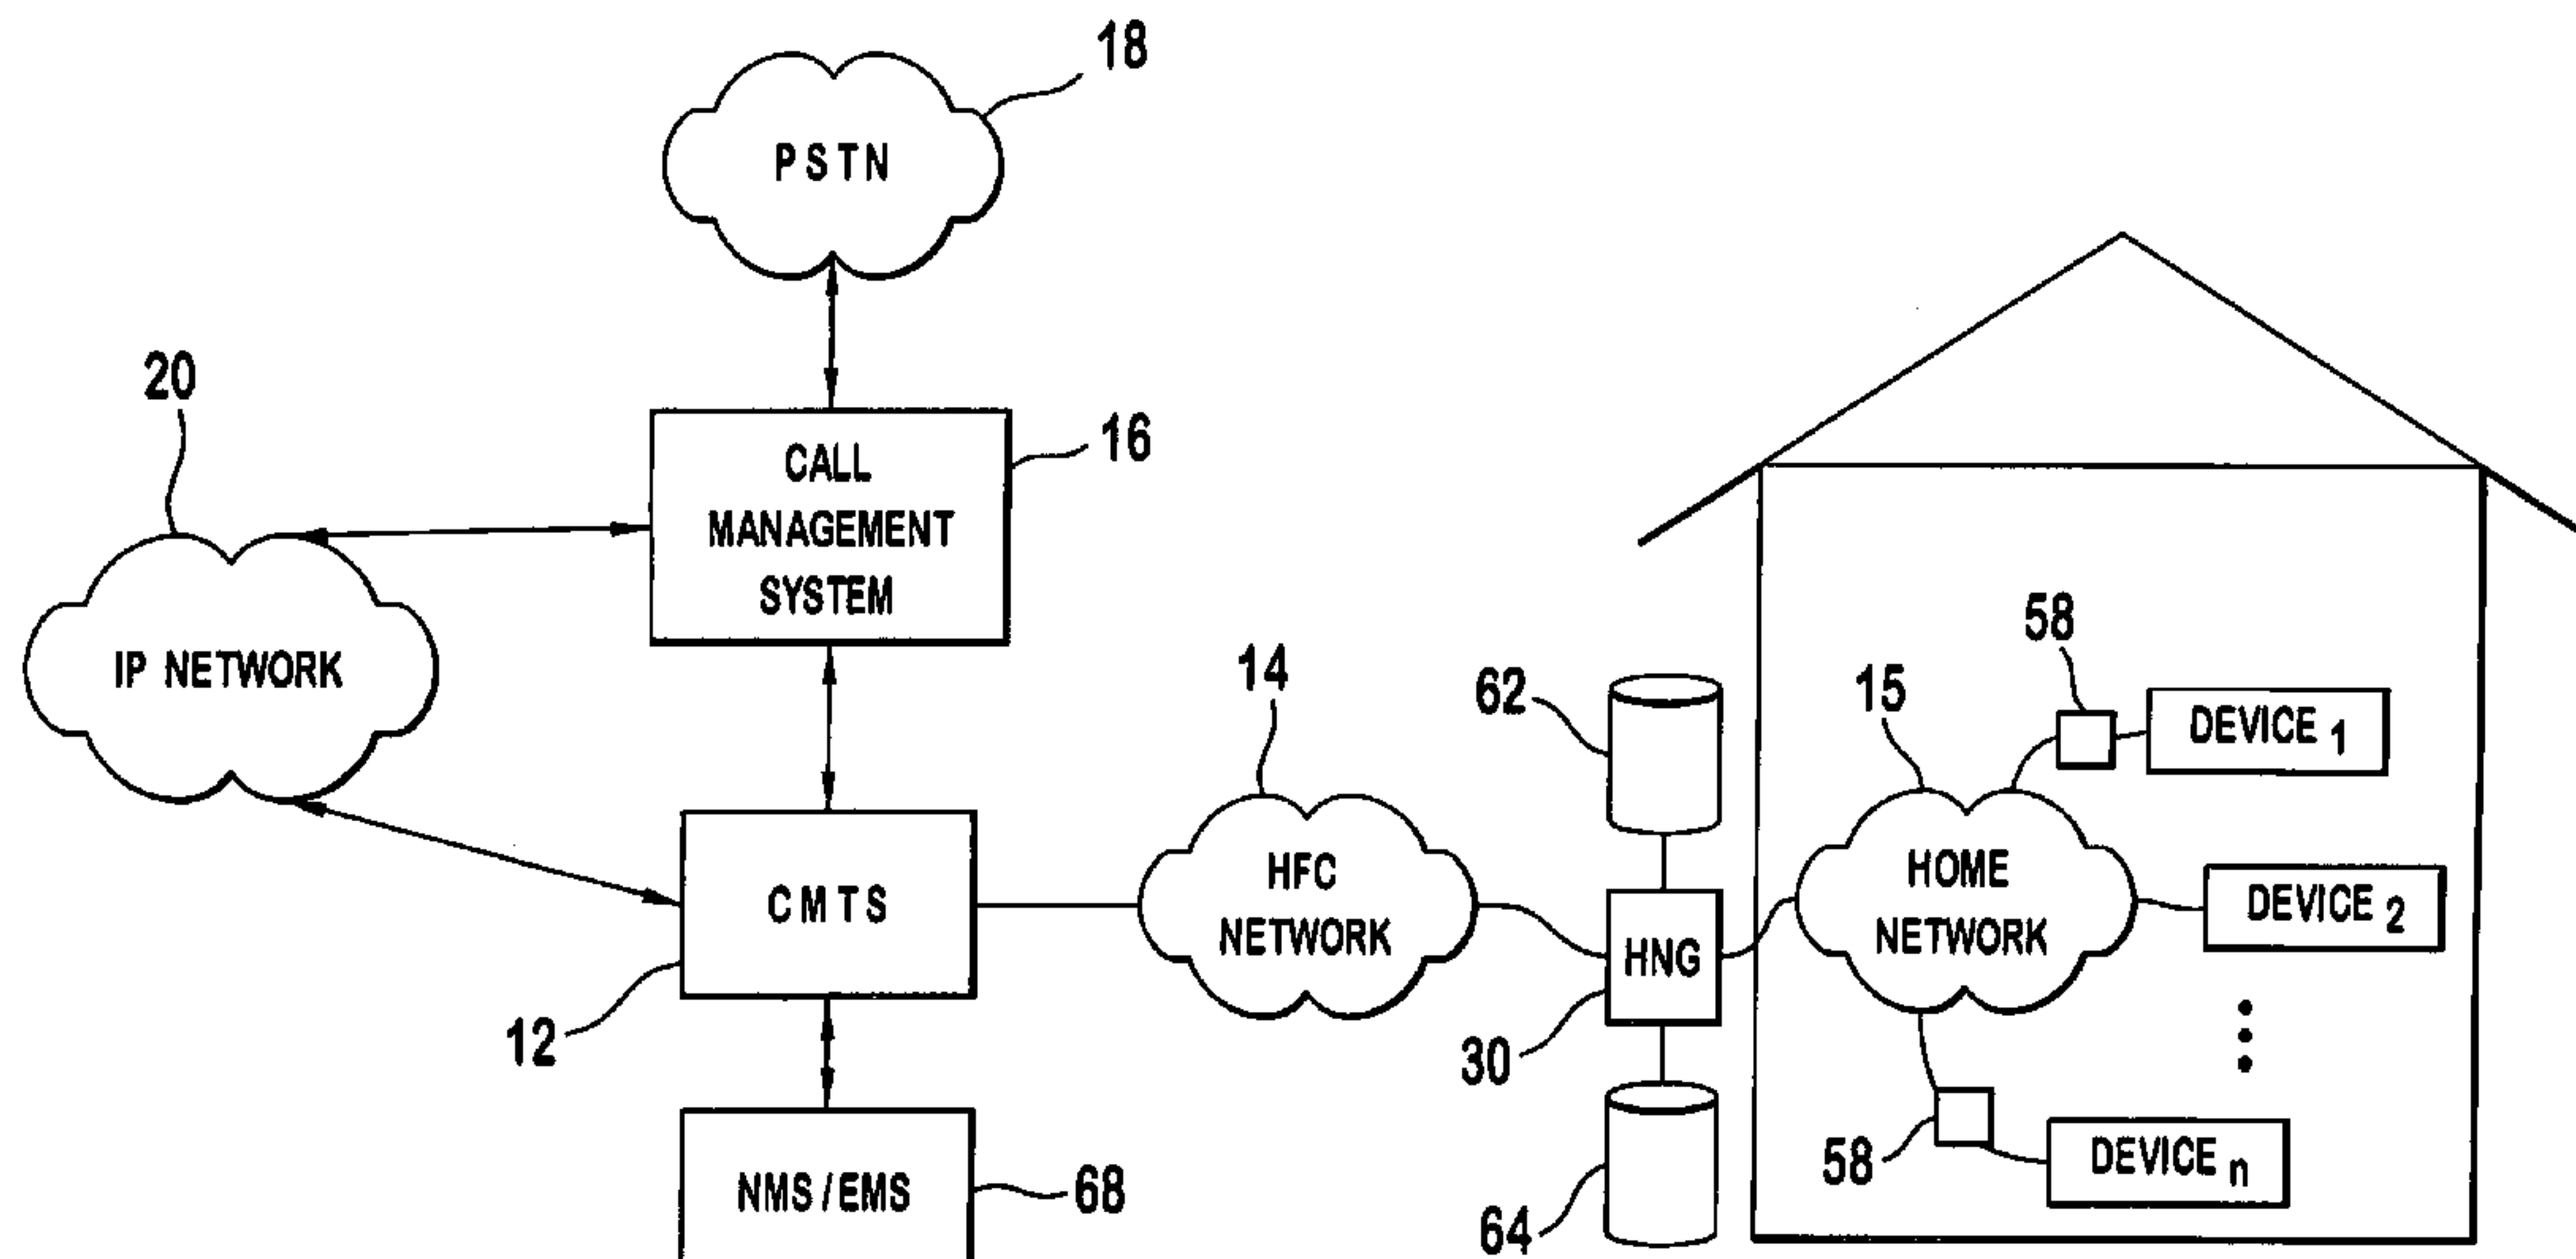 18
PSTN
20
CALL
MANAGEMENT
SYSTEM
16
IP NETWORK
14
HFC
NETWORK
CMTS
12
NMS/EMS
68
62
HNG
30
64
58
15
DEVICE 1
HOME
NETWORK
DEVICE 2
58
DEVICE n